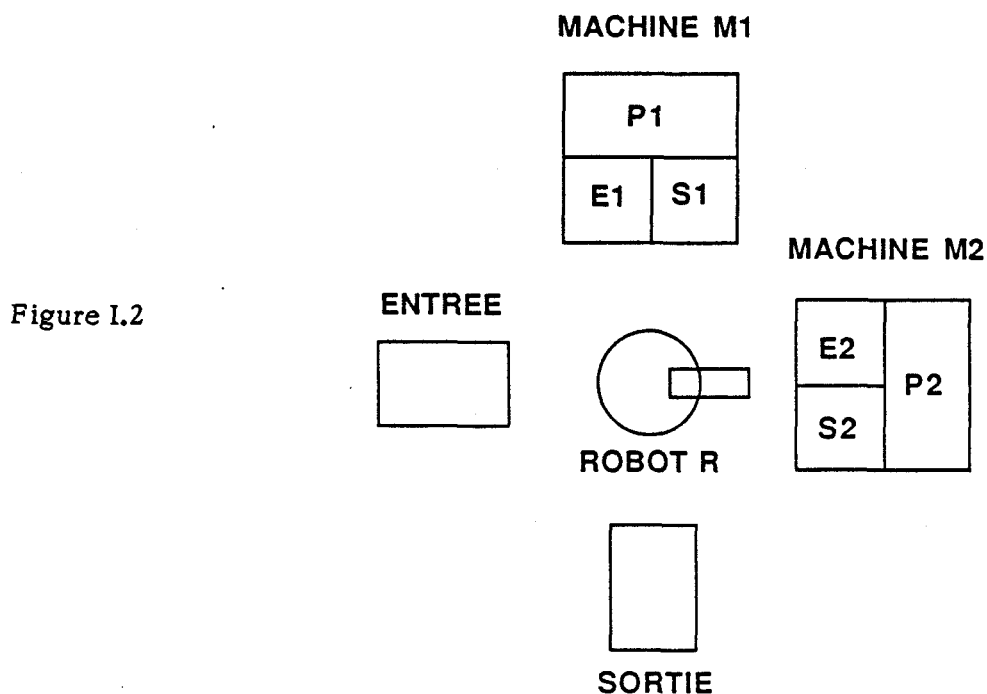 MACHINE M1
P1
E1 S1
MACHINE M2
ENTREE
Figure I.2
E2
P2
S2
ROBOT R
SORTIE